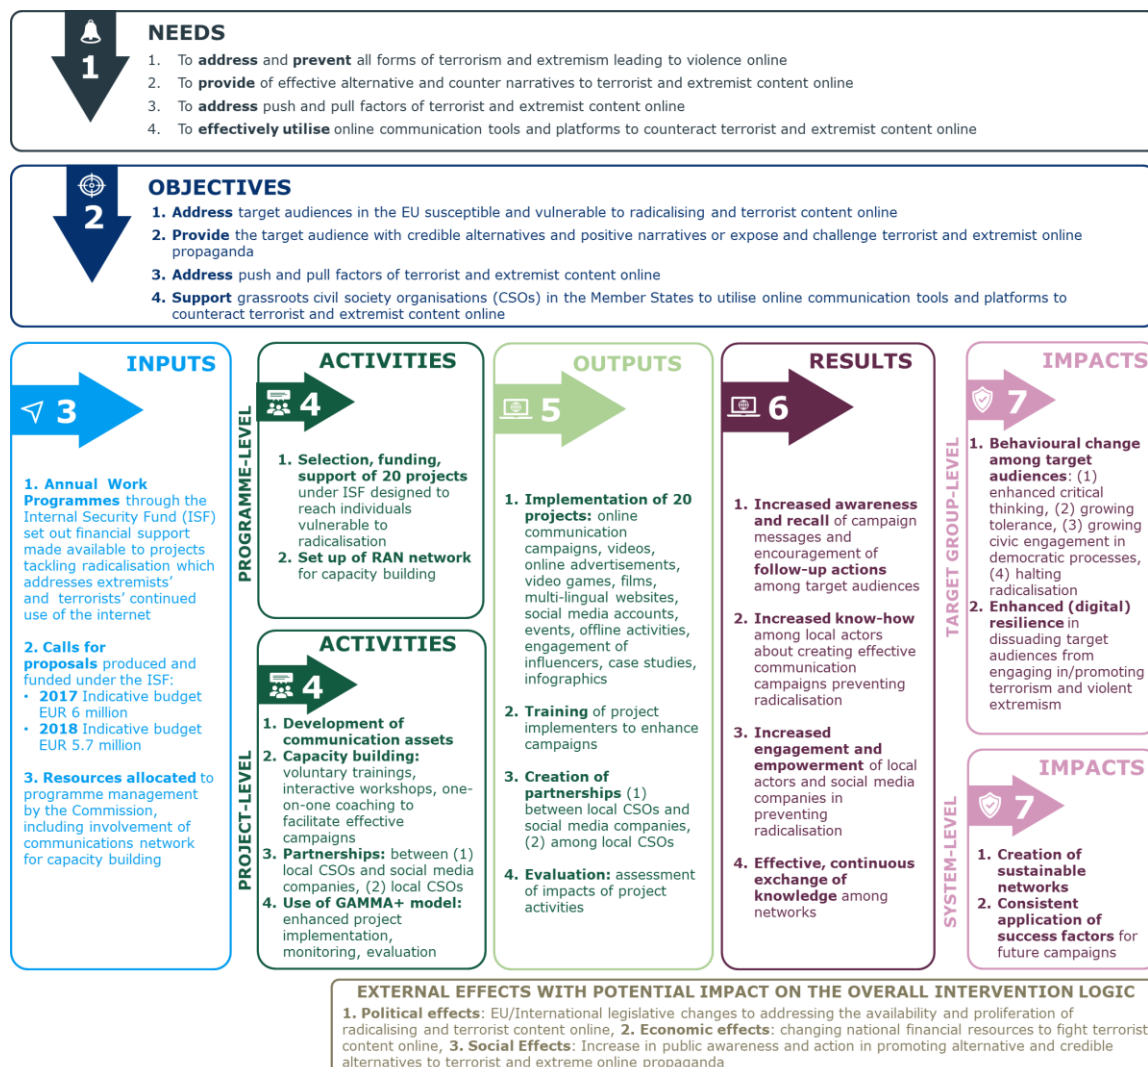 1
NEEDS
1. To address and prevent all forms of terrorism and extremism leading to violence online
2. To provide of effective alternative and counter narratives to terrorist and extremist content online
3. To address push and pull factors of terrorist and extremist content online
4. To effectively utilise online communication tools and platforms to counteract terrorist and extremist content online
2
OBJECTIVES
1. Address target audiences in the EU susceptible and vulnerable to radicalising and terrorist content online
2. Provide the target audience with credible alternatives and positive narratives or expose and challenge terrorist and extremist online
propaganda
3. Address push and pull factors of terrorist and extremist content online
4. Support grassroots civil society organisations (CSOs) in the Member States to utilise online communication tools and platforms to
counteract terrorist and extremist content online
INPUTS
3
1. Annual Work
Programmes through the
Internal Security Fund (ISF)
set out financial support
made available to projects
tackling radicalisation which
addresses extremists'
and terrorists' continued
use of the internet
2. Calls for
proposals produced and
funded under the ISF:
• 2017 Indicative budget
EUR 6 million
• 2018 Indicative budget
EUR 5.7 million
3. Resources allocated to
programme management
by the Commission,
including involvement of
communications network
for capacity building
PROGRAMME-LEVEL
ACTIVITIES
4
1. Selection, funding,
support of 20 projects
under ISF designed to
reach individuals
vulnerable to
radicalisation
2. Set up of RAN network
for capacity building
PROJECT-LEVEL
ACTIVITIES
4
1. Development of
communication assets
2. Capacity building:
voluntary trainings,
interactive workshops, one-
on-one coaching to
facilitate effective
campaigns
3. Partnerships: between (1)
local CSOs and social media
companies, (2) local CSOs
4. Use of GAMMA+ model:
enhanced project
implementation,
monitoring, evaluation
OUTPUTS
5
1. Implementation of 20
projects: online
communication
campaigns, videos,
online advertisements,
video games, films,
multi-lingual websites,
social media accounts,
events, offline activities,
engagement of
influencers, case studies,
infographics
2. Training of project
implementers to enhance
campaigns
3. Creation of
partnerships (1)
between local CSOs and
social media companies,
(2) among local CSOs
4. Evaluation: assessment
of impacts of project
activities
RESULTS
6
1. Increased awareness
and recall of campaign
messages and
encouragement of
follow-up actions
among target audiences
2. Increased know-how
among local actors
about creating effective
communication
campaigns preventing
radicalisation
3. Increased
engagement and
empowerment of local
actors and social media
companies in
preventing
radicalisation
4. Effective, continuous
exchange of
knowledge among
networks
TARGET GROUP-LEVEL
IMPACTS
7
1. Behavioural change
among target
audiences: (1)
enhanced critical
thinking, (2) growing
tolerance, (3) growing
civic engagement in
democratic processes,
(4) halting
radicalisation
2. Enhanced (digital)
resilience in
dissuading target
audiences from
engaging in/promoting
terrorism and violent
extremism
SYSTEM-LEVEL
IMPACTS
7
1. Creation of
sustainable
networks
2. Consistent
application of
success factors for
future campaigns
EXTERNAL EFFECTS WITH POTENTIAL IMPACT ON THE OVERALL INTERVENTION LOGIC
1. Political effects: EU/International legislative changes to addressing the availability and proliferation of
radicalising and terrorist content online, 2. Economic effects: changing national financial resources to fight terrorist
content online, 3. Social Effects: Increase in public awareness and action in promoting alternative and credible
alternatives to terrorist and extreme online propaganda